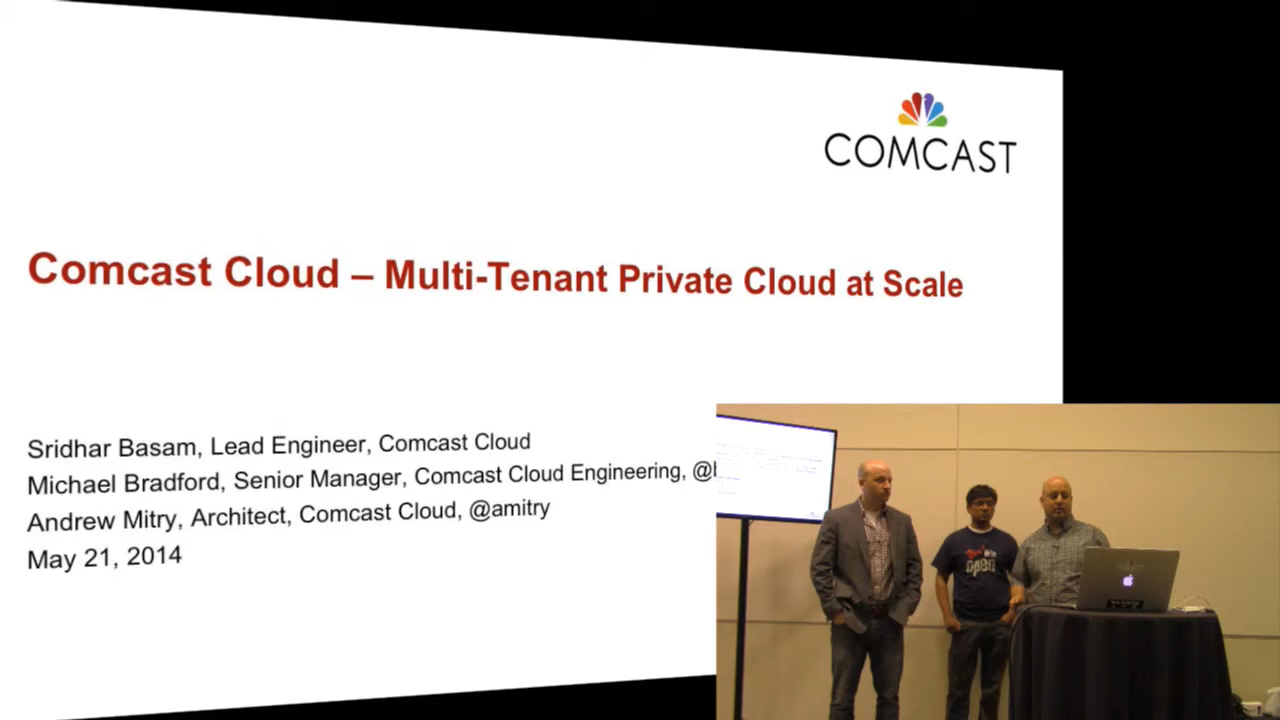 COMCAST
Comcast Cloud – Multi-Tenant Private Cloud at Scale
Sridhar Basam, Lead Engineer, Comcast Cloud
Michael Bradford, Senior Manager, Comcast Cloud Engineering,
Andrew Mitry, Architect, Comcast Cloud, @amitry
May 21, 2014
open